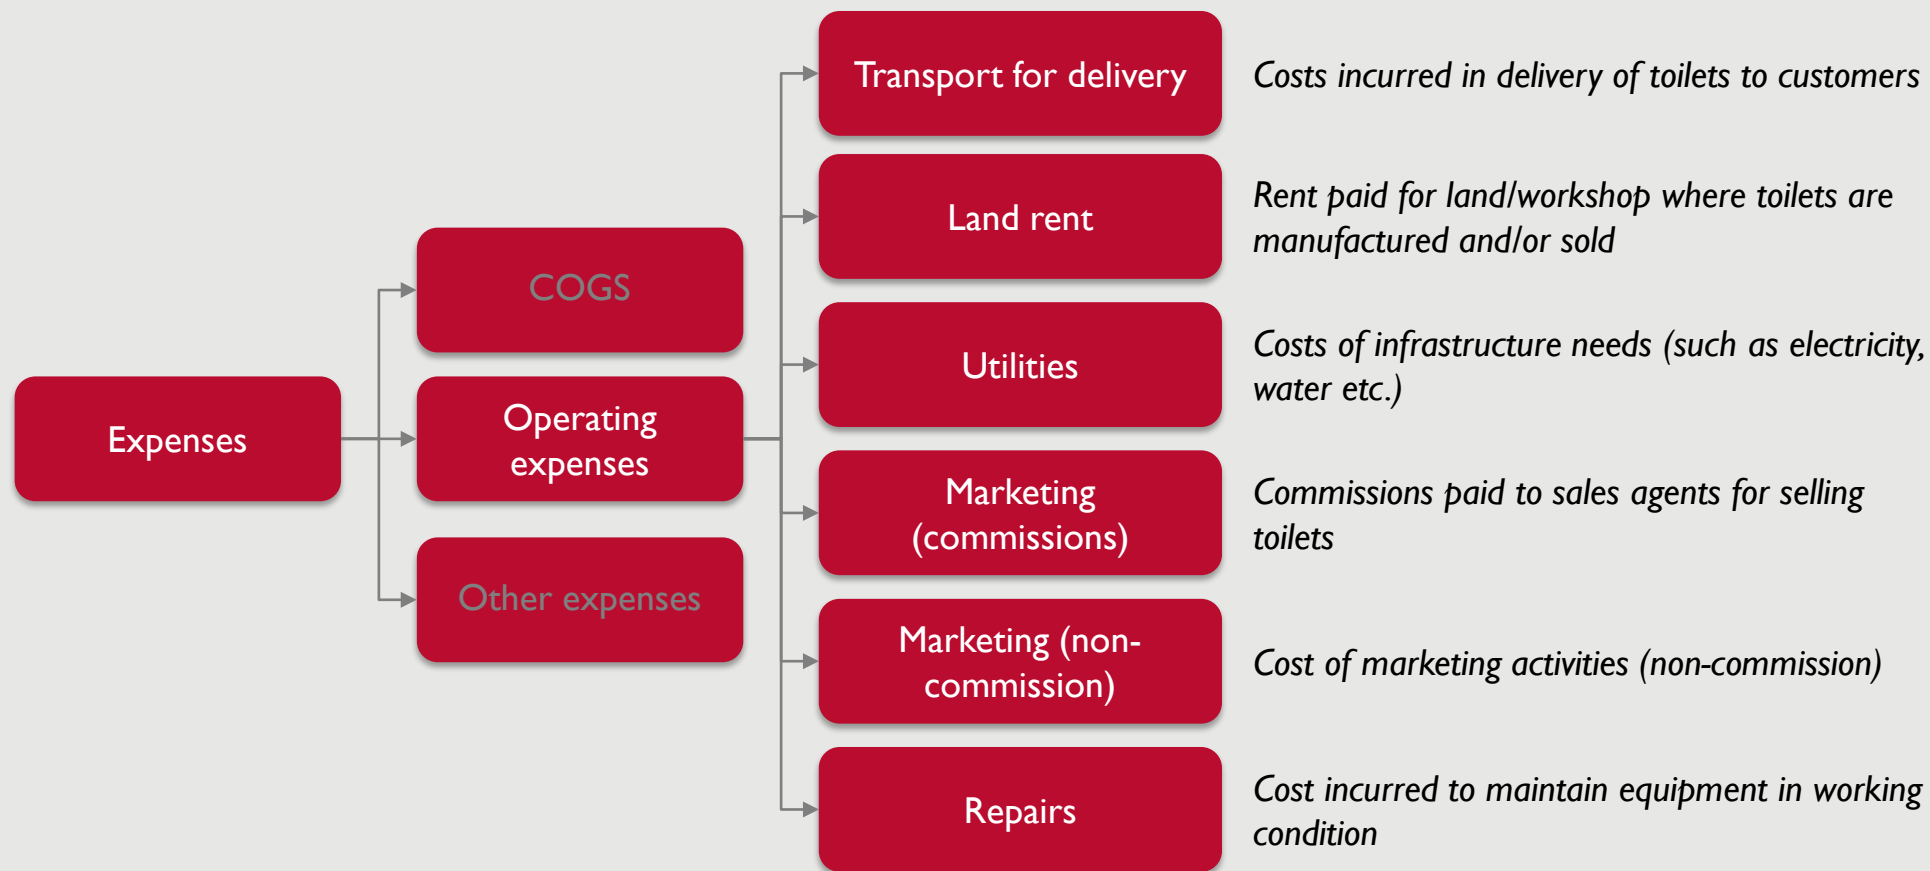 Transport for delivery
Costs incurred in delivery of toilets to customers
Land rent
Rent paid for land/workshop where toilets are
manufactured and/or sold
COGS
Utilities
Costs of infrastructure needs (such as electricity,
water etc.)
Expenses
Operating
expenses
Marketing
(commissions)
Commissions paid to sales agents for selling
toilets
Other expenses
Marketing (non-
commission)
Cost of marketing activities (non-commission)
Repairs
Cost incurred to maintain equipment in working
condition